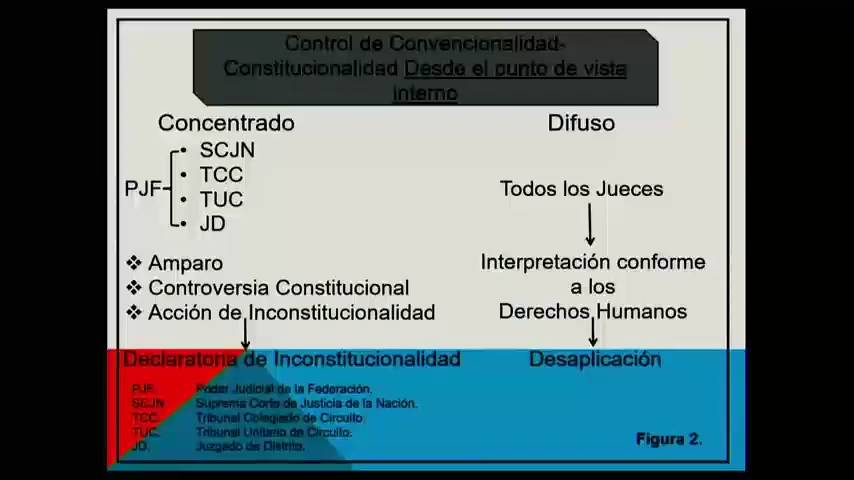 Control de Convencionalidad-
Constitucionalidad Desde el punto de vista
interno
Concentrado
PJF
• SCJN
• TCC
• TUC
• JD
❖ Amparo
❖ Controversia Constitucional
❖ Acción de Inconstitucionalidad
Declaratoria de Inconstitucionalidad
Difuso
Todos los Jueces
Interpretación conforme
a los
Derechos Humanos
Desaplicación
PJF. Poder Judicial de la Federación.
SCJN. Suprema Corte de Justicia de la Nación.
TCC. Tribunal Colegiado de Circuito.
TUC. Tribunal Unitario de Circuito.
JD. Juzgado de Distrito.
Figura 2.